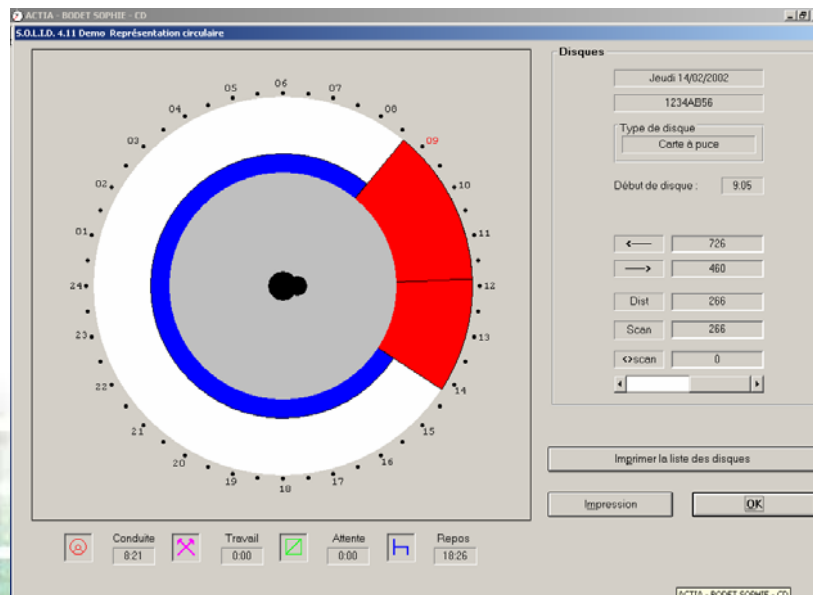 ACTIA - BODET SOPHIE - CD
S.O.L.I.D. 4.11 Demo Représentation circulaire
01
02
03
04
05
06
07
08
09
10
11
12
13
14
15
16
17
18
19
20
21
22
23
24
Conduite
8:21
Travail
0:00
Attente
0:00
Repos
18:26
Disques
Jeudi 14/02/2002
1234AB56
Type de disque
Carte à puce
Début de disque : 9:05
<—— 726
——> 460
Dist 266
Scan 266
<>scan 0
Imprimer la liste des disques
Impression OK
ACTIA - BODET SOPHIE - CD